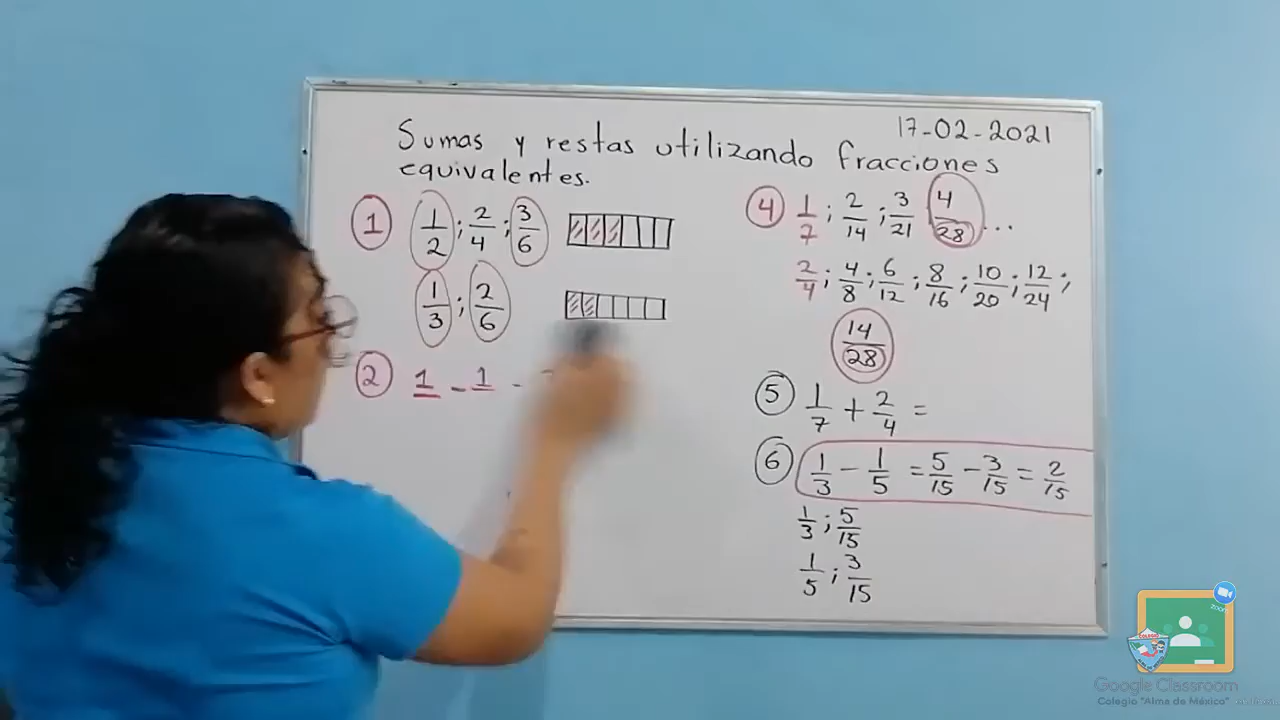 17-02-2021
Sumas y restas utilizando fracciones
equivalentes.
① 1/2 ; 2/4 ; 3/6
1/3 ; 2/6
② 1 - 1 -
④ 1/7 ; 2/14 ; 3/21 4/28 ...
2/4 ; 4/8 ; 6/12 ; 8/16 ; 10/20 ; 12/24 ;
14/28
⑤ 1/7 + 2/4 =
⑥ 1/3 - 1/5 = 5/15 - 3/15 = 2/15
1/3 ; 5/15
1/5 ; 3/15
zoom
COLEGIO
Google Classroom
Colegio "Alma de México"